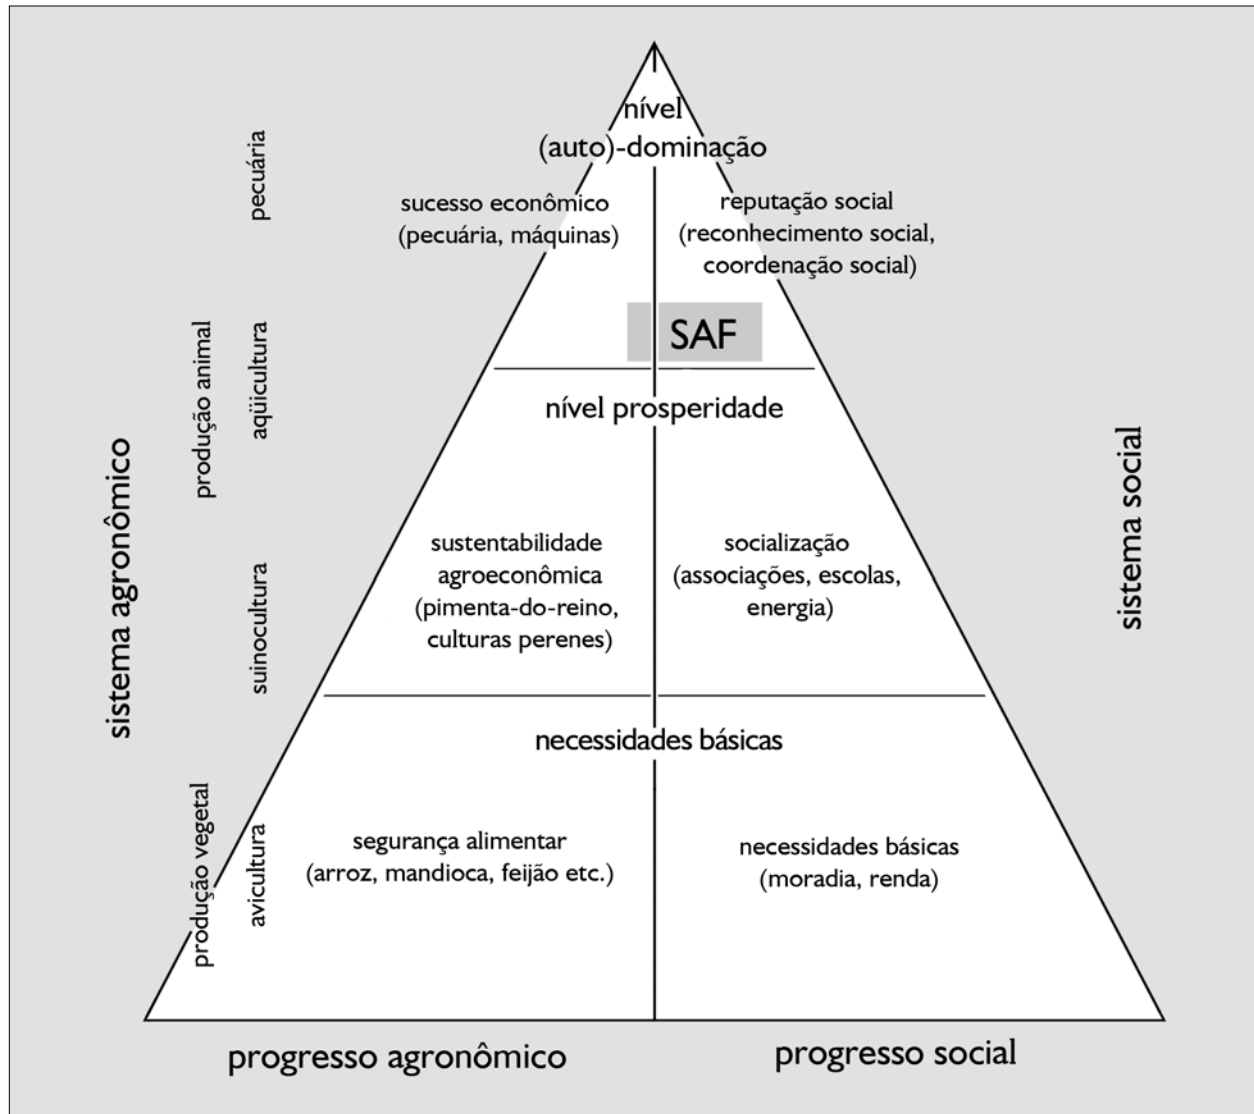 nível
(auto)-dominação
pecuária
sucesso econômico
(pecuária, máquinas)
reputação social
(reconhecimento social,
coordenação social)
SAF
produção animal
aqüicultura
nível prosperidade
sistema agronômico
sistema social
suinocultura
sustentabilidade
agroeconômica
(pimenta-do-reino,
culturas perenes)
socialização
(associações, escolas,
energia)
necessidades básicas
produção vegetal
avicultura
segurança alimentar
(arroz, mandioca, feijão etc.)
necessidades básicas
(moradia, renda)
progresso agronômico
progresso social